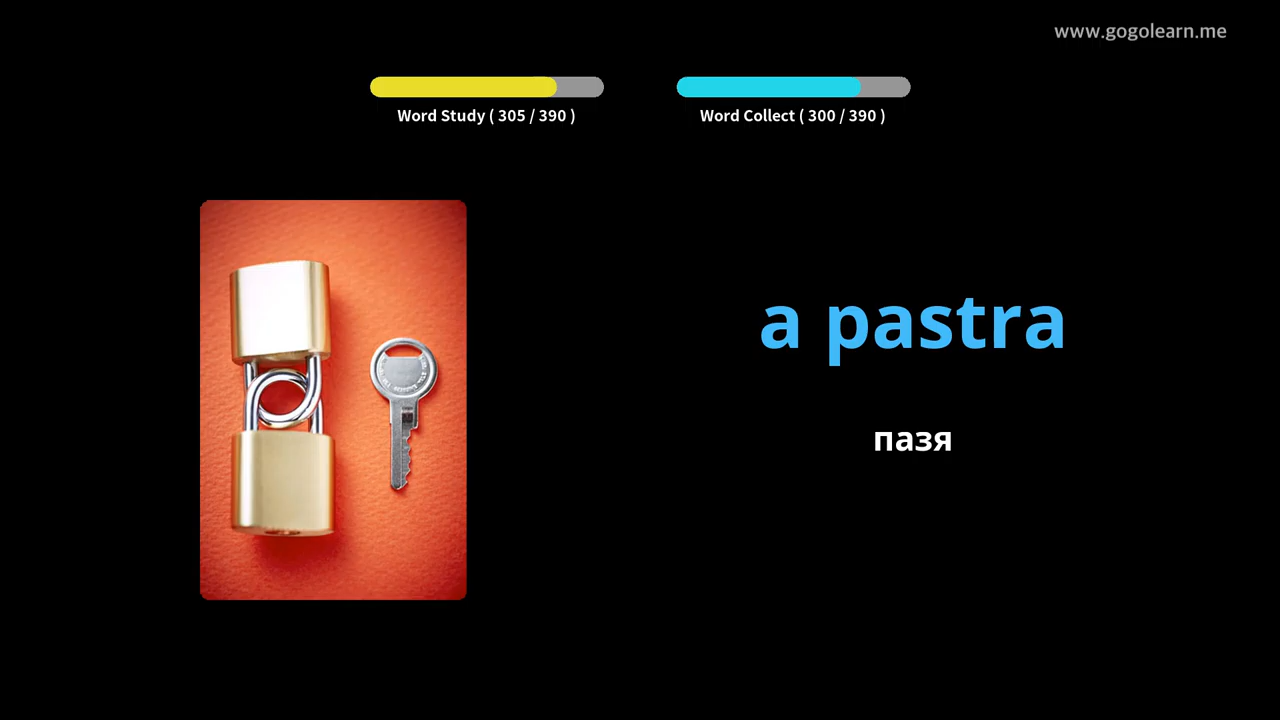 www.gogolearn.me
Word Study ( 305 / 390 )
Word Collect ( 300 / 390 )
a pastra
пазя